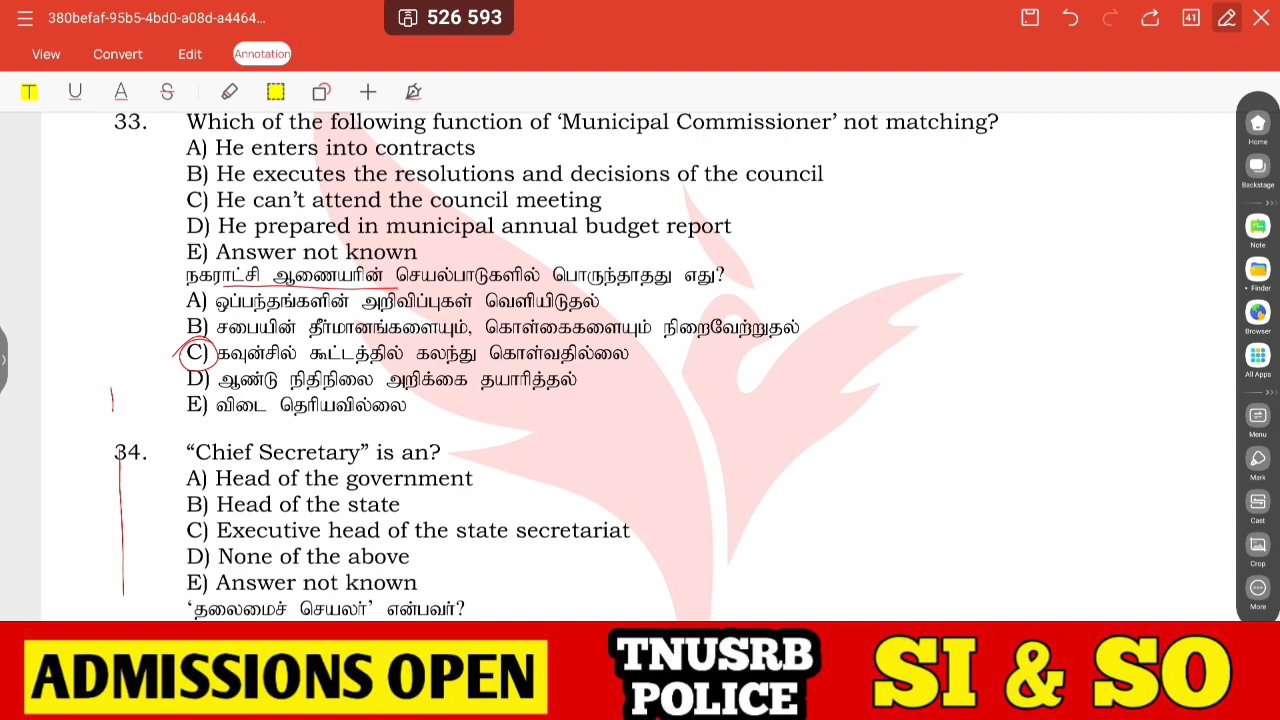 380befaf-95b5-4bd0-a08d-a4464...
526 593
41
View Convert Edit Annotation
T U A S
33. Which of the following function of ‘Municipal Commissioner’ not matching?
A) He enters into contracts
B) He executes the resolutions and decisions of the council
C) He can’t attend the council meeting
D) He prepared in municipal annual budget report
E) Answer not known
நகராட்சி ஆணையரின் செயல்பாடுகளில் பொருந்தாதது எது?
A) ஒப்பந்தங்களின் அறிவிப்புகள் வெளியிடுதல்
B) சபையின் தீர்மானங்களையும், கொள்கைகளையும் நிறைவேற்றுதல்
C) கவுன்சில் கூட்டத்தில் கலந்து கொள்வதில்லை
D) ஆண்டு நிதிநிலை அறிக்கை தயாரித்தல்
E) விடை தெரியவில்லை
34. “Chief Secretary” is an?
A) Head of the government
B) Head of the state
C) Executive head of the state secretariat
D) None of the above
E) Answer not known
‘தலைமைச் செயலர்’ என்பவர்?
Home
Backstage
Note
Finder
Browser
All Apps
Menu
Mark
Cast
Crop
More
ADMISSIONS OPEN
TNUSRB
POLICE
SI & SO